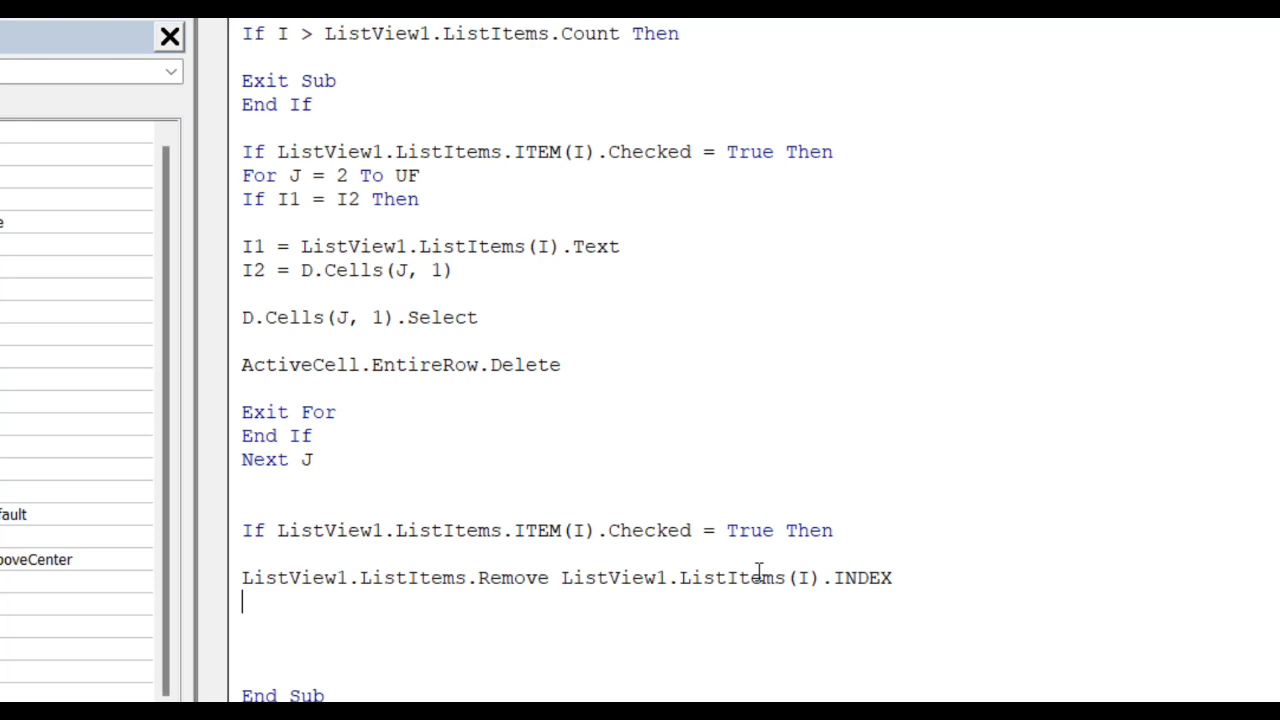 If I > ListView1.ListItems.Count Then
Exit Sub
End If
If ListView1.ListItems.ITEM(I).Checked = True Then
For J = 2 To UF
If I1 = I2 Then
e
I1 = ListView1.ListItems(I).Text
I2 = D.Cells(J, 1)
D.Cells(J, 1).Select
ActiveCell.EntireRow.Delete
Exit For
End If
Next J
fault
If ListView1.ListItems.ITEM(I).Checked = True Then
boveCenter
ListView1.ListItems.Remove ListView1.ListItems(I).INDEX
End Sub